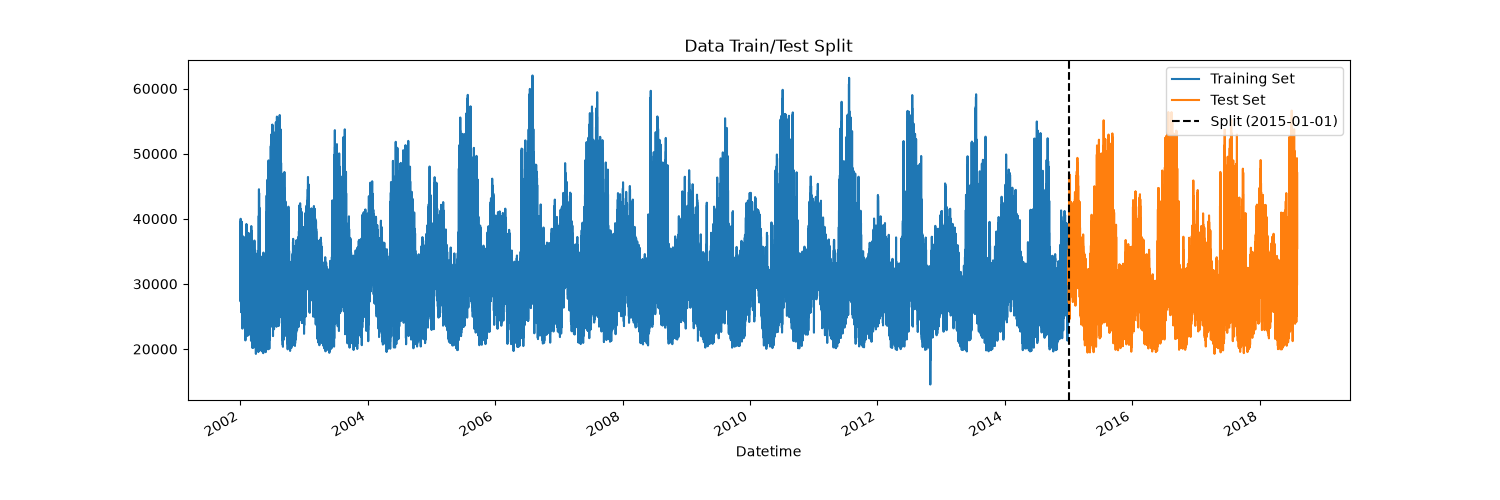 Data Train/Test Split
60000
50000
40000
30000
20000
Training Set
Test Set
Split (2015-01-01)
2002
2004
2006
2008
2010
2012
2014
2016
2018
Datetime